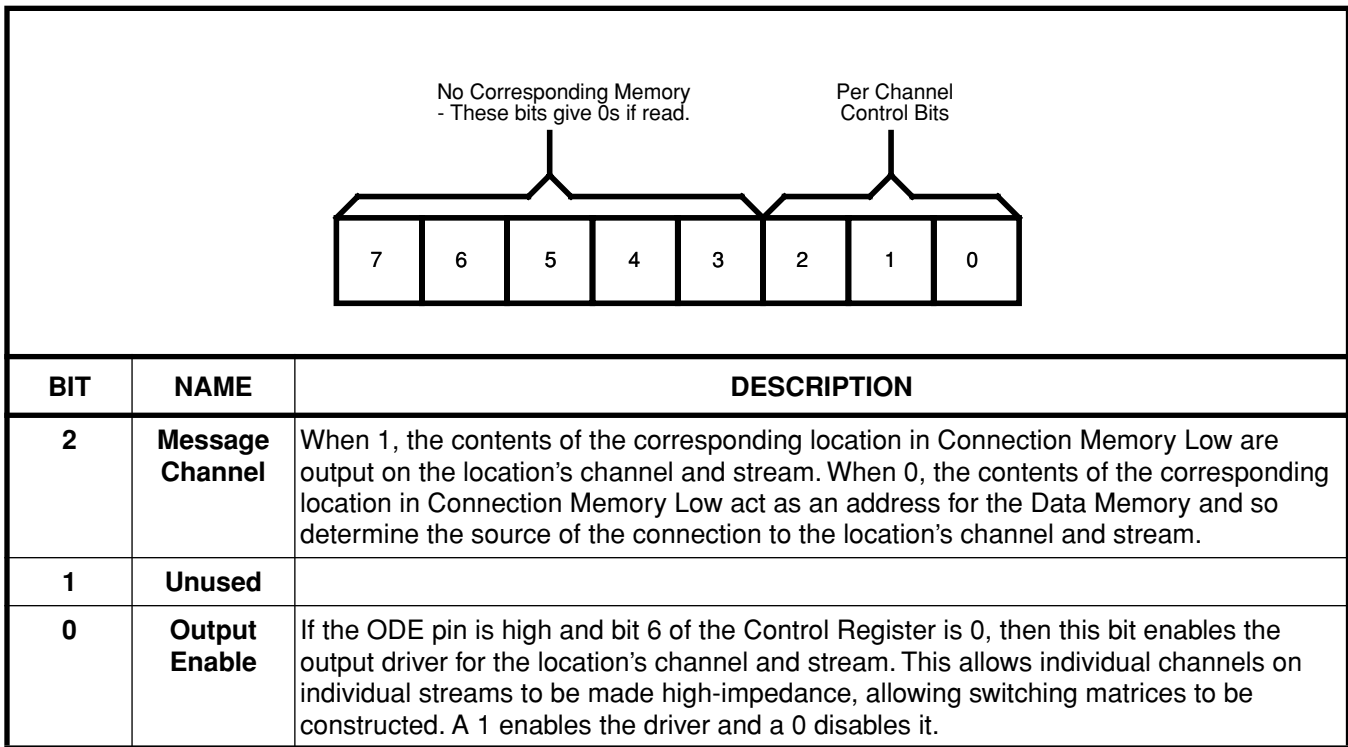 No Corresponding Memory
- These bits give 0s if read.
Per Channel
Control Bits
7 6 5 4 3 2 1 0
BIT NAME DESCRIPTION
2 Message Channel When 1, the contents of the corresponding location in Connection Memory Low are
output on the location's channel and stream. When 0, the contents of the corresponding
location in Connection Memory Low act as an address for the Data Memory and so
determine the source of the connection to the location's channel and stream.
1 Unused
0 Output Enable If the ODE pin is high and bit 6 of the Control Register is 0, then this bit enables the
output driver for the location's channel and stream. This allows individual channels on
individual streams to be made high-impedance, allowing switching matrices to be
constructed. A 1 enables the driver and a 0 disables it.